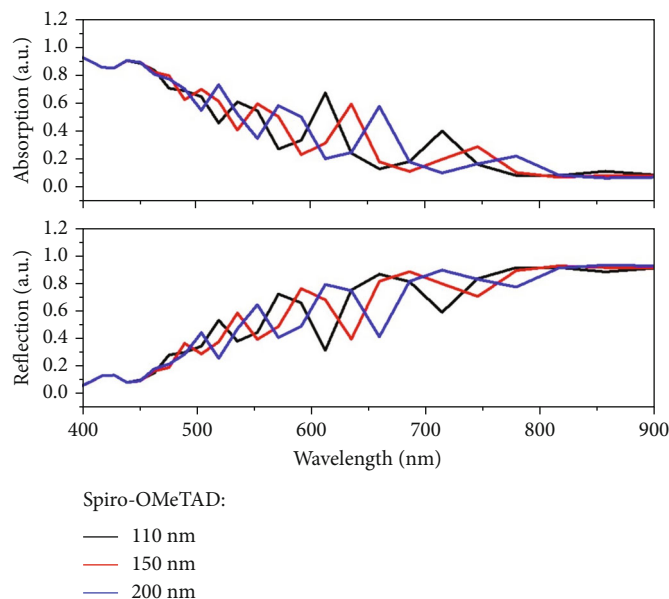 1.2
1.0
0.8
0.6
0.4
0.2
0.0
Absorption (a.u.)
1.2
1.0
0.8
0.6
0.4
0.2
0.0
Reflection (a.u.)
400 500 600 700 800 900
Wavelength (nm)
Spiro-OMeTAD:
110 nm
150 nm
200 nm